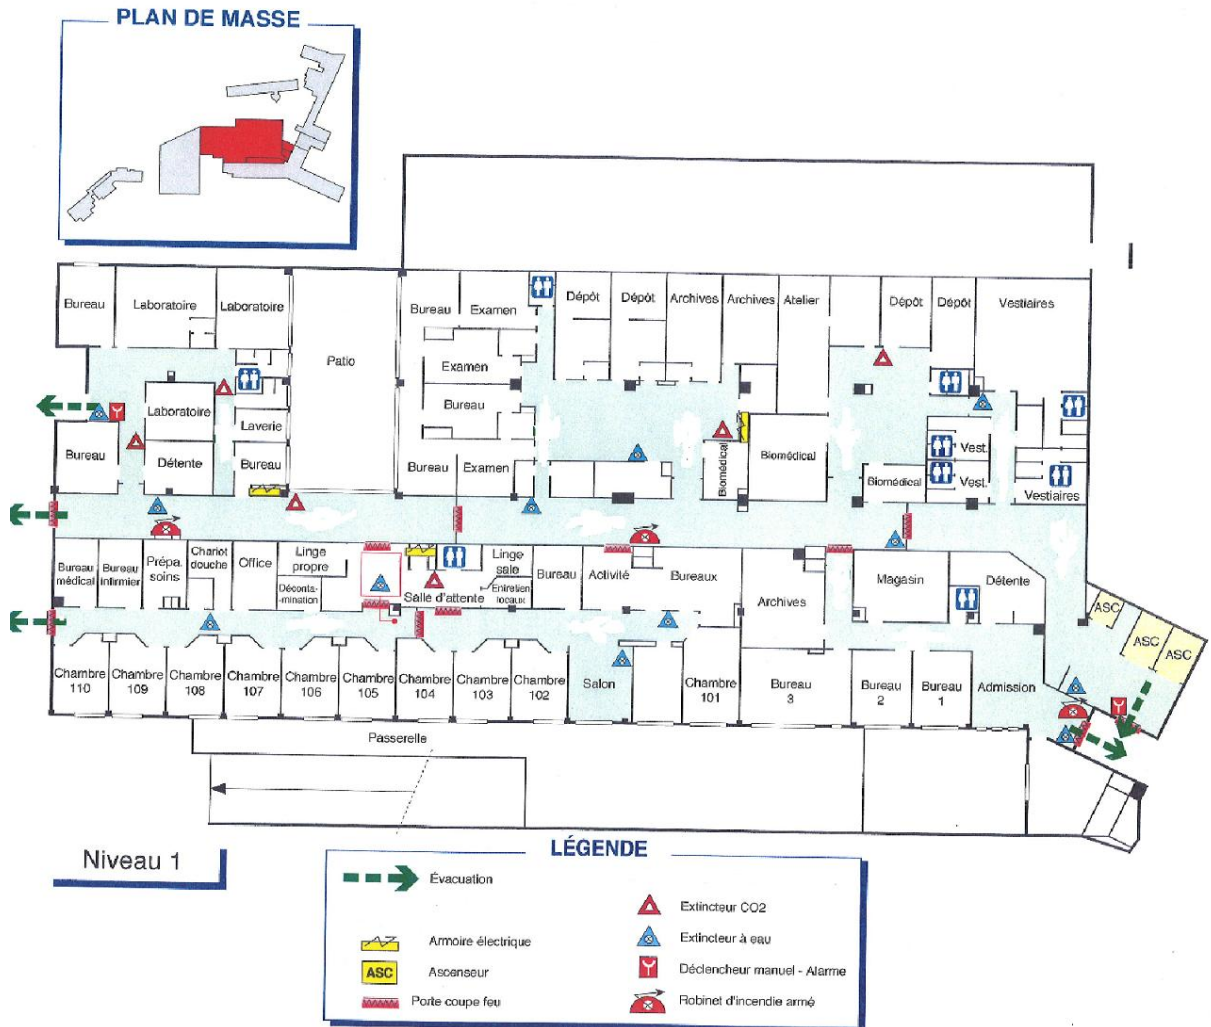 PLAN DE MASSE
Bureau
Laboratoire
Laboratoire
Patio
Bureau
Examen
Dépôt
Dépôt
Archives
Archives
Atelier
Dépôt
Dépôt
Vestiaires
Examen
Bureau
Laboratoire
Laverie
Bureau
Détente
Bureau
Bureau
Examen
Biomédical
Biomédical
Biomédical
Vest.
Vest.
Vestiaires
Bureau
médical
Bureau
infirmier
Prépa.
soins
Chariot
douche
Office
Linge
propre
Déconta-
mination
Salle d'attente
Linge
sale
Entretien
locaux
Bureau
Activité
Bureaux
Archives
Magasin
Détente
ASC
ASC
ASC
Chambre
110
Chambre
109
Chambre
108
Chambre
107
Chambre
106
Chambre
105
Chambre
104
Chambre
103
Chambre
102
Salon
Chambre
101
Bureau
3
Bureau
2
Bureau
1
Admission
Passerelle
Niveau 1
LÉGENDE
Évacuation
Armoire électrique
ASC Ascenseur
Porte coupe feu
Extincteur CO2
Extincteur à eau
Déclencheur manuel - Alarme
Robinet d'incendie armé